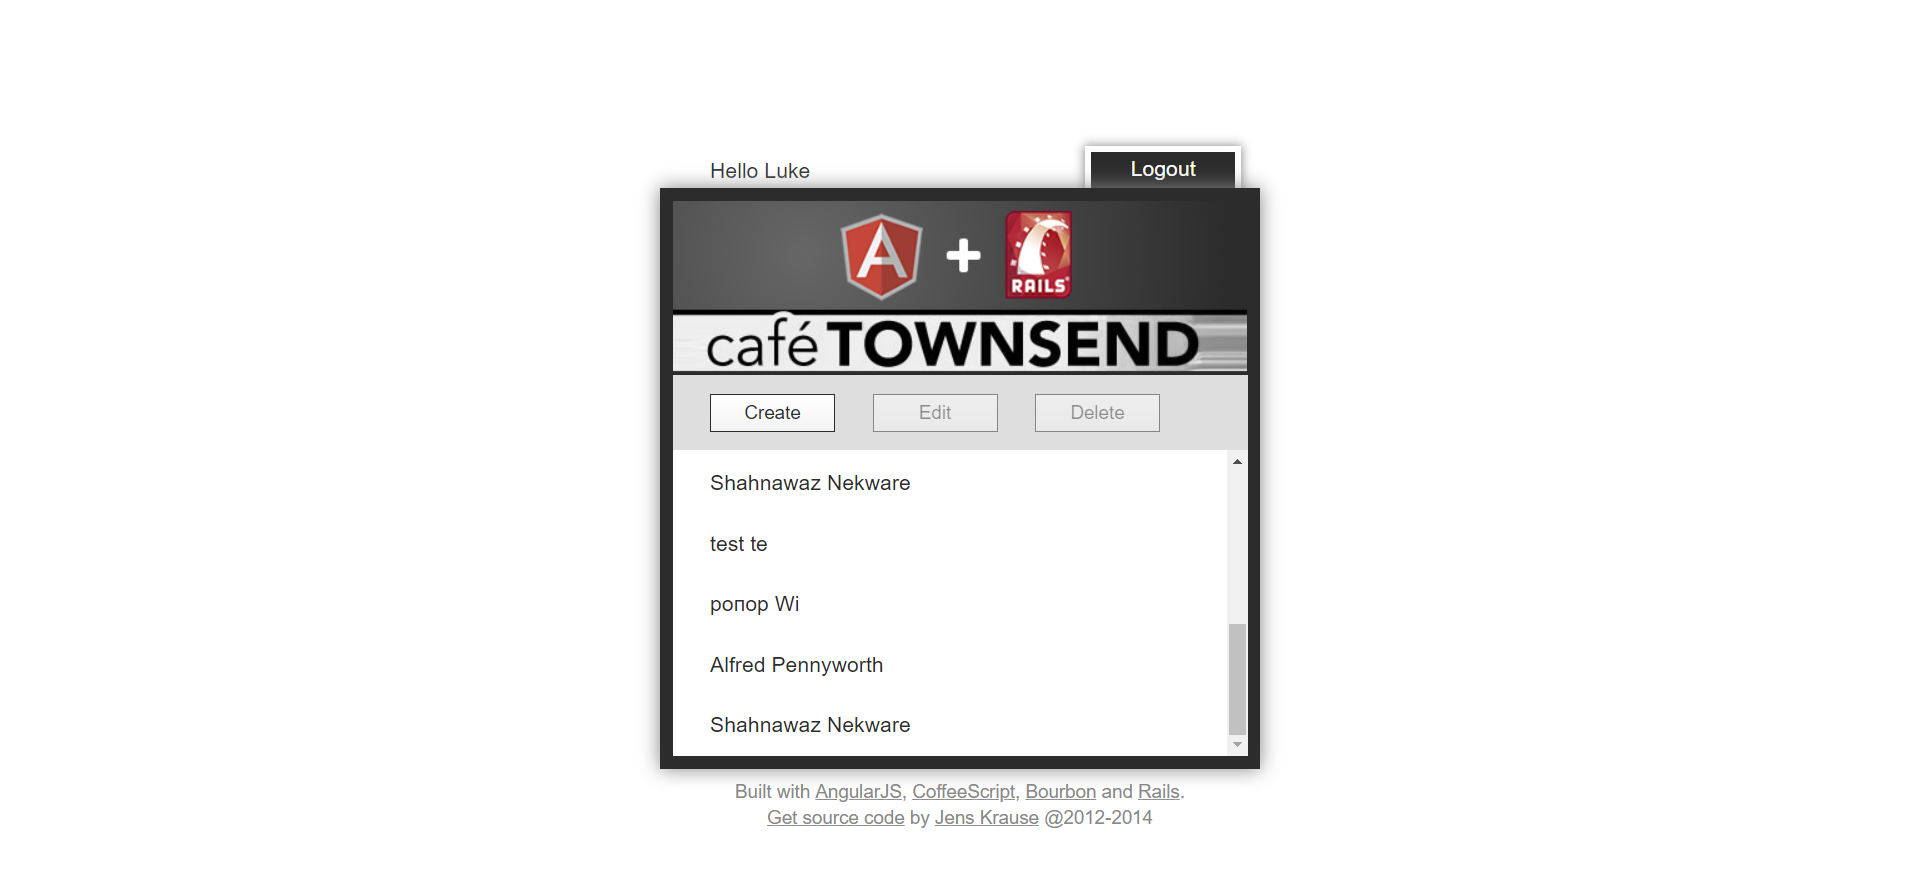 Hello Luke
Logout
A
RAILS
café TOWNSEND
Create
Edit
Delete
Shahnawaz Nekware
test te
ропор Wi
Alfred Pennyworth
Shahnawaz Nekware
Built with AngularJS, CoffeeScript, Bourbon and Rails.
Get source code by Jens Krause @2012-2014